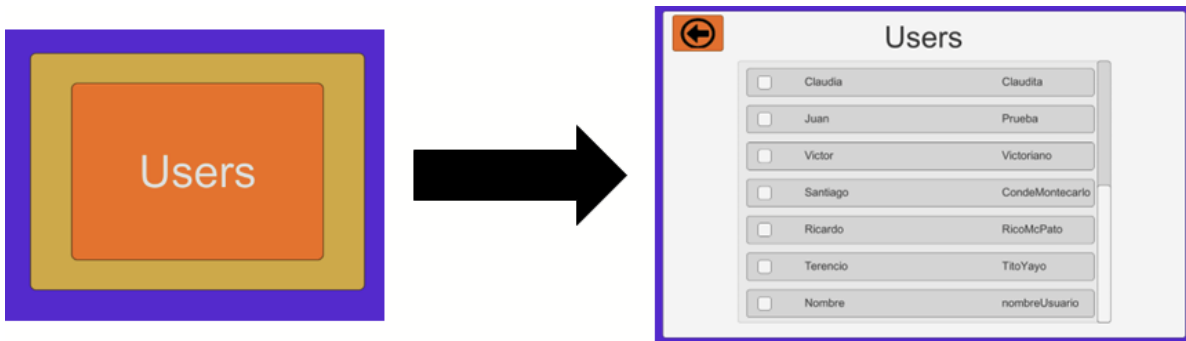 Users
Users
Claudia Claudita
Juan Prueba
Victor Victoriano
Santiago CondeMontecarlo
Ricardo RicoMcPato
Terencio TitoYayo
Nombre nombreUsuario